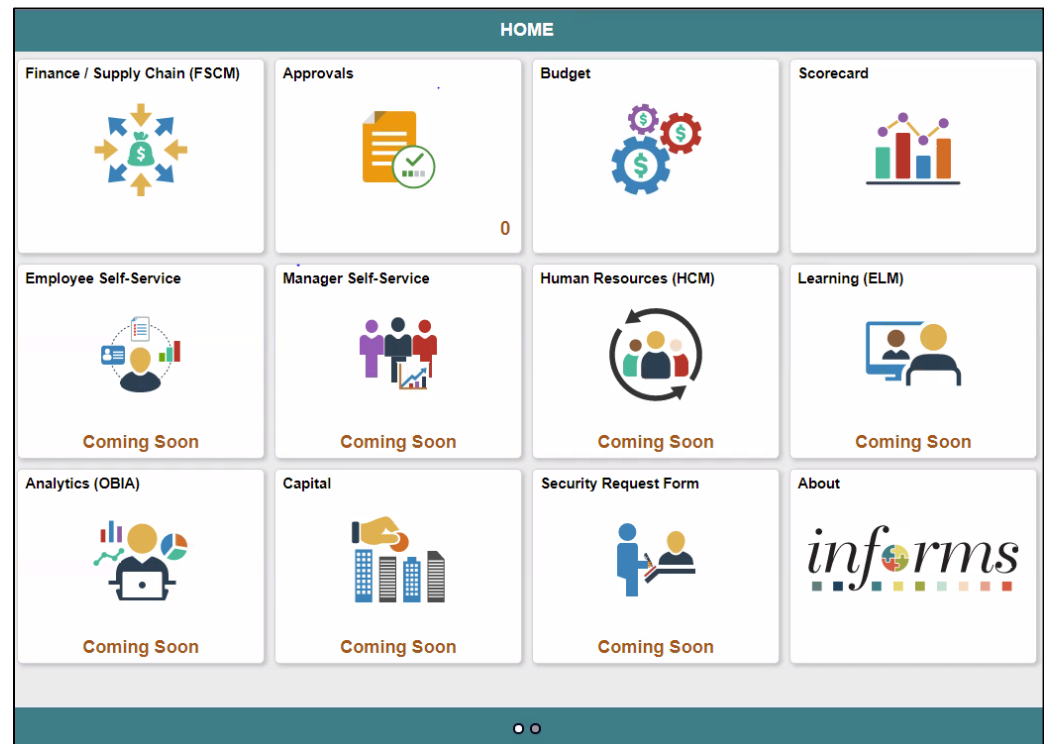 HOME
Finance / Supply Chain (FSCM)
Approvals
Budget
Scorecard
$
$
$
$
0
Employee Self-Service
Manager Self-Service
Human Resources (HCM)
Learning (ELM)
Coming Soon
Coming Soon
Coming Soon
Coming Soon
Analytics (OBIA)
Capital
Security Request Form
About
informs
Coming Soon
Coming Soon
Coming Soon